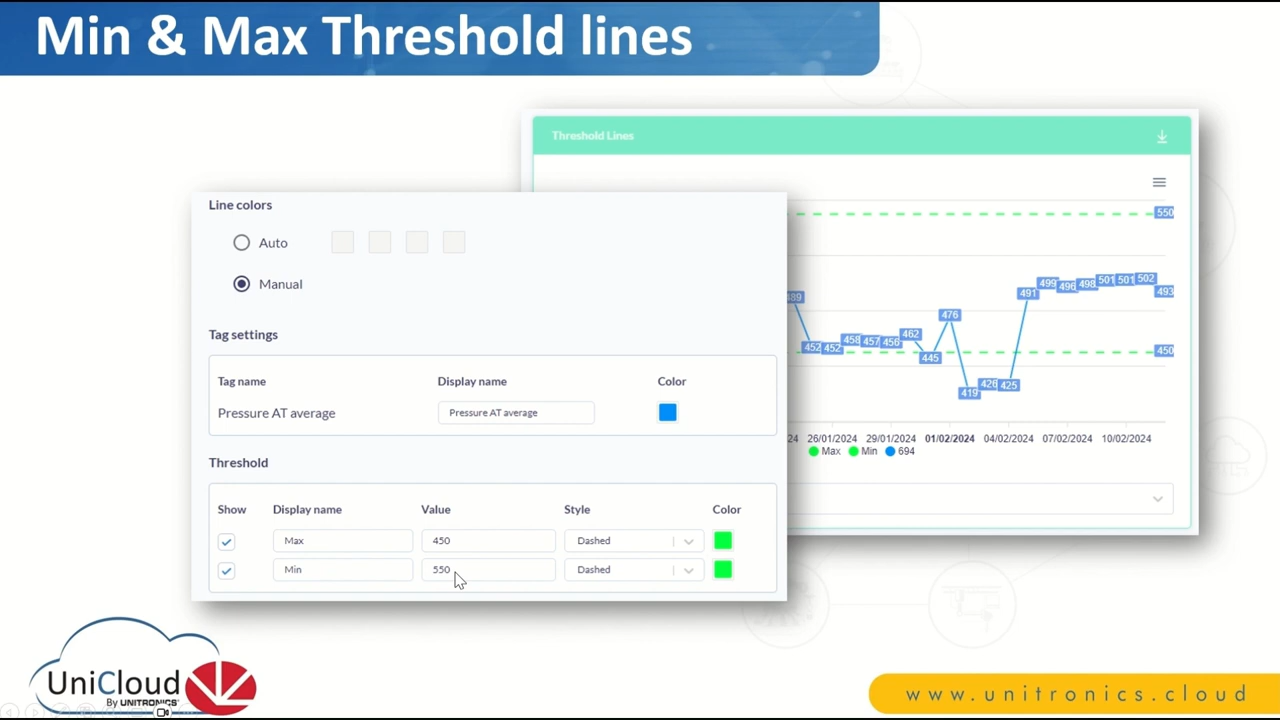 Min & Max Threshold lines
Threshold Lines
550
489
452
452
458
457
456
462
445
476
419
426
425
491
499
496
498
501
501
502
493
450
24 26/01/2024 29/01/2024 01/02/2024 04/02/2024 07/02/2024 10/02/2024
Max Min 694
Line colors
Auto
Manual
Tag settings
Tag name Display name Color
Pressure AT average Pressure AT average
Threshold
Show Display name Value Style Color
Max 450 Dashed
Min 550 Dashed
UniCloud
By UNITRONICS
www.unitronics.cloud